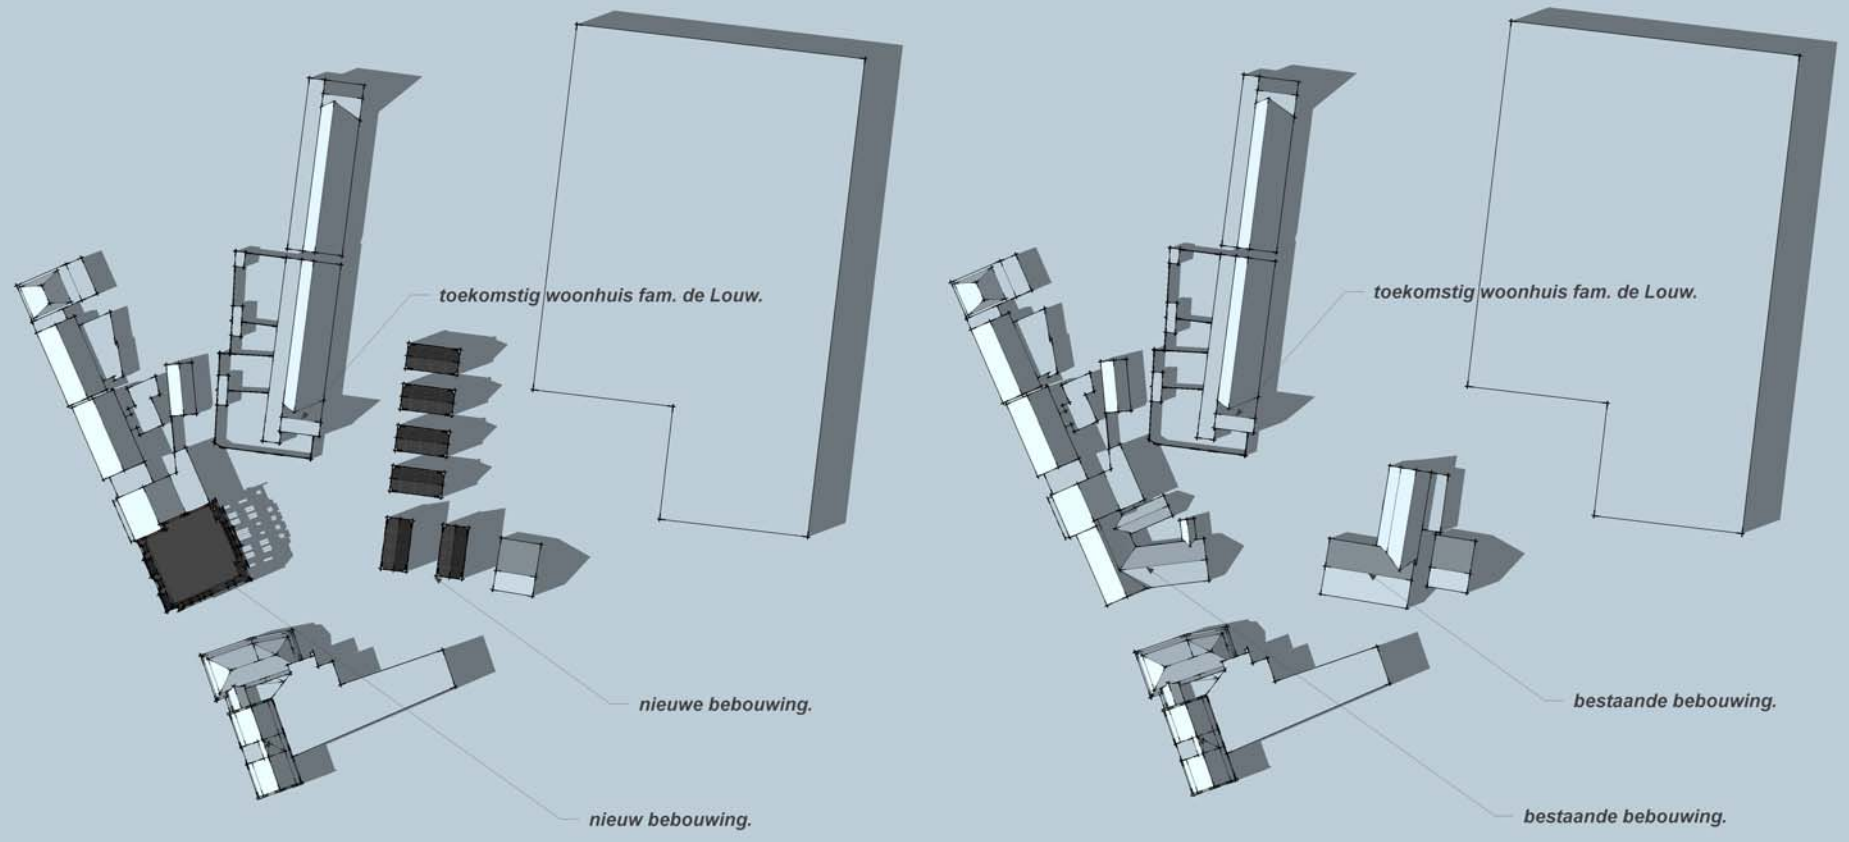 toekomstig woonhuis fam. de Louw.
nieuwe bebouwing.
nieuw bebouwing.
toekomstig woonhuis fam. de Louw.
bestaande bebouwing.
bestaande bebouwing.